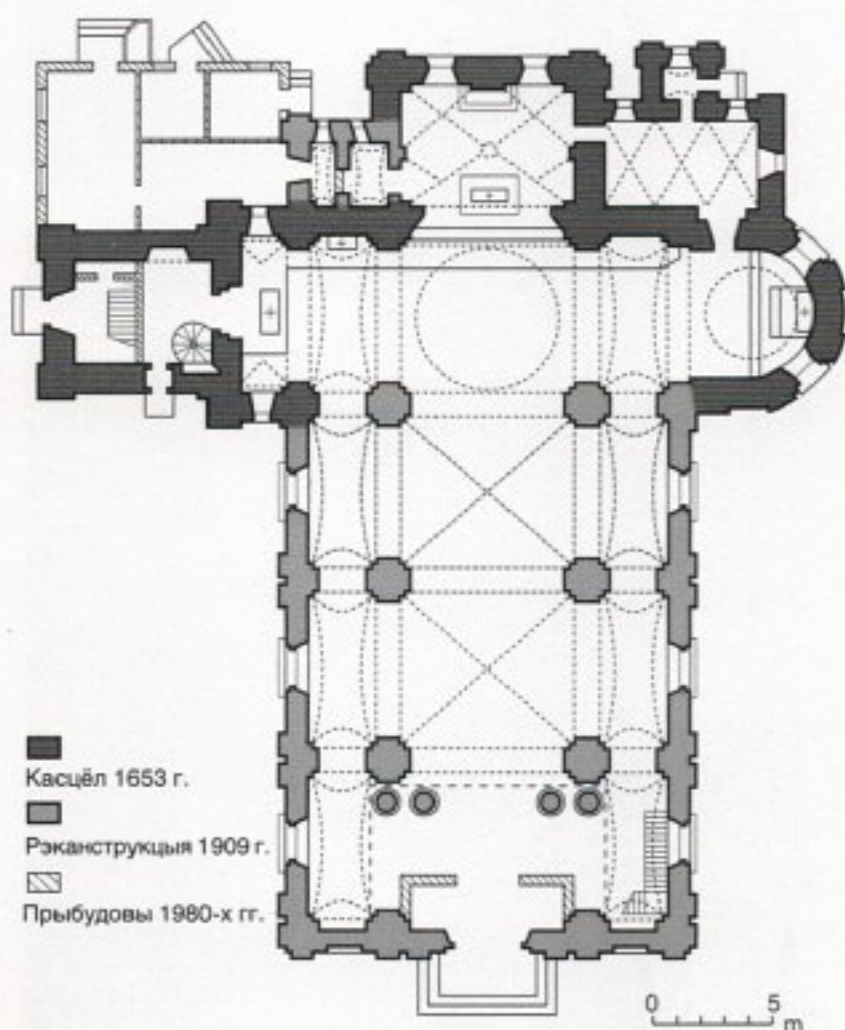 Касцёл 1653 г.
Рэканструкцыя 1909 г.
Прыбудовы 1980-х гг.
0 5
m